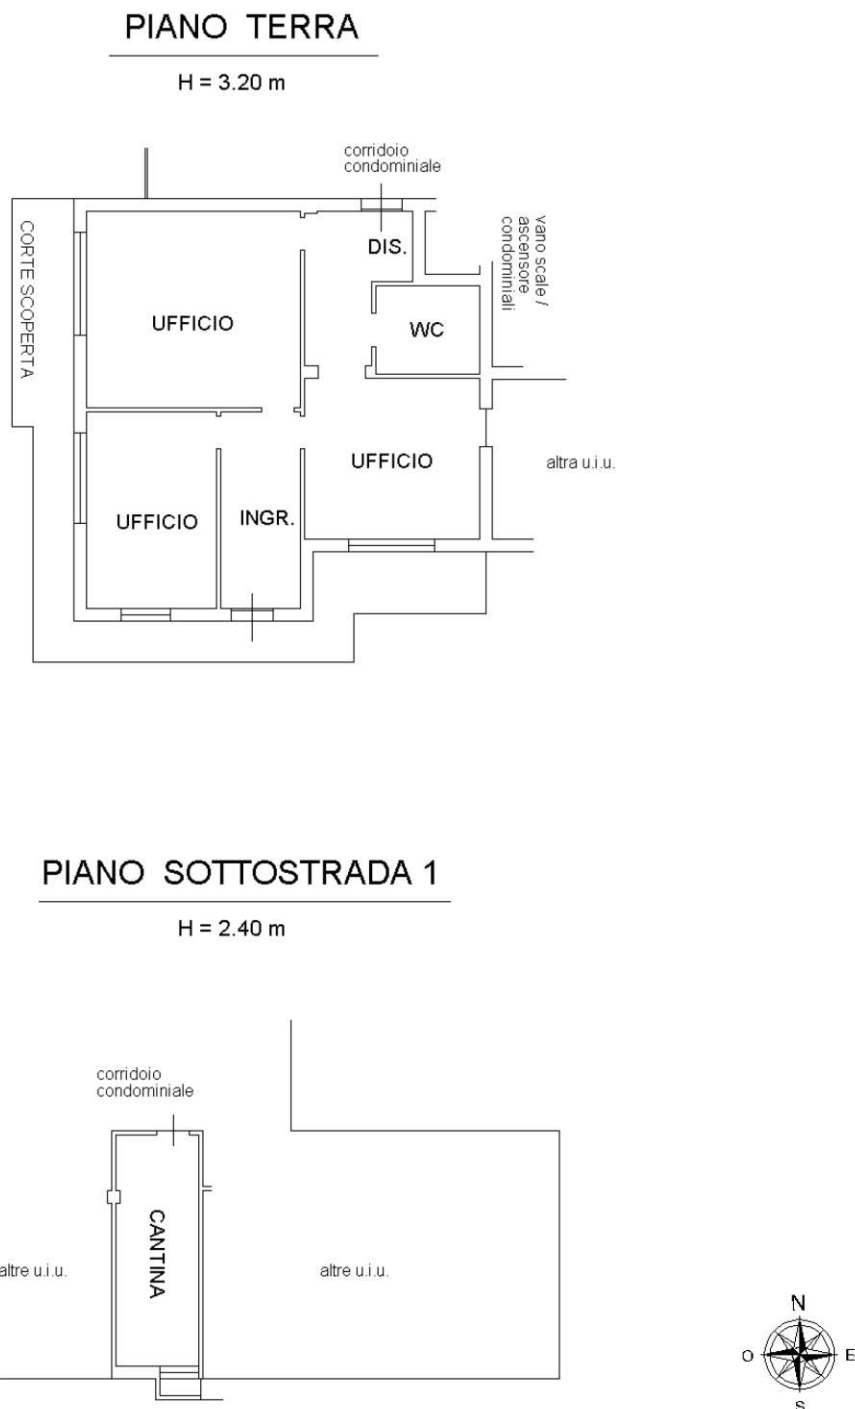 PIANO TERRA
H = 3.20 m
corridoio
condominiale
CORTE SCOPERTA
DIS.
vano scale /
ascensore
condominiali
UFFICIO
WC
UFFICIO
altra u.i.u.
UFFICIO
INGR.
PIANO SOTTOSTRADA 1
H = 2.40 m
corridoio
condominiale
CANTINA
altre u.i.u.
altre u.i.u.
N
O
E
S